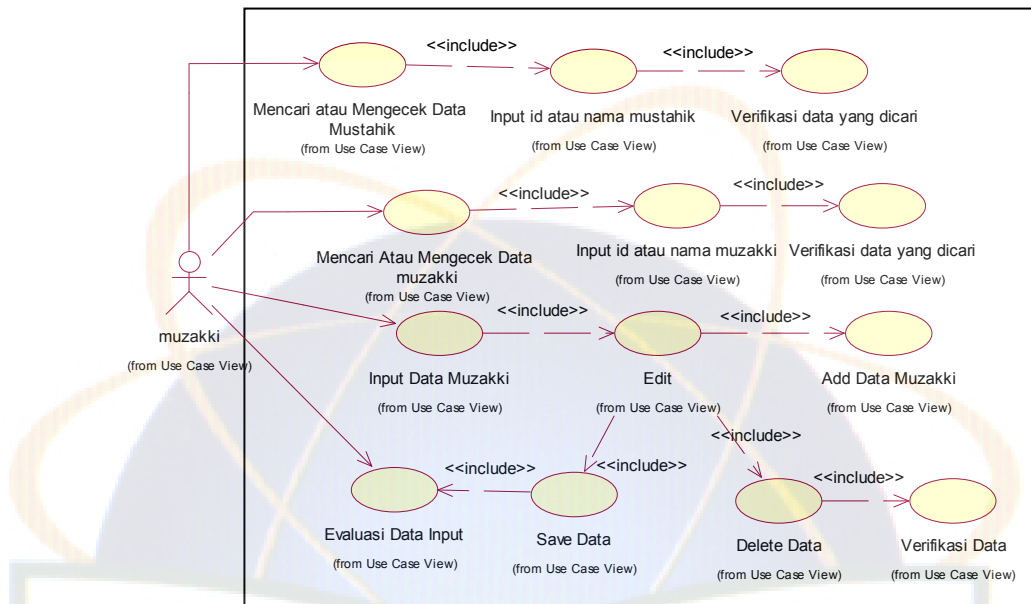 <<include>>
<<include>>
Mencari atau Mengecek Data
Mustahik
(from Use Case View)
Input id atau nama mustahik
(from Use Case View)
Verifikasi data yang dicari
(from Use Case View)
<<include>>
<<include>>
Mencari Atau Mengecek Data
muzakki
(from Use Case View)
Input id atau nama muzakki
(from Use Case View)
Verifikasi data yang dicari
(from Use Case View)
muzakki
(from Use Case View)
<<include>>
<<include>>
Input Data Muzakki
(from Use Case View)
Edit
(from Use Case View)
Add Data Muzakki
(from Use Case View)
<<include>>
<<include>>
<<include>>
<<include>>
Evaluasi Data Input
(from Use Case View)
Save Data
(from Use Case View)
Delete Data
(from Use Case View)
Verifikasi Data
(from Use Case View)